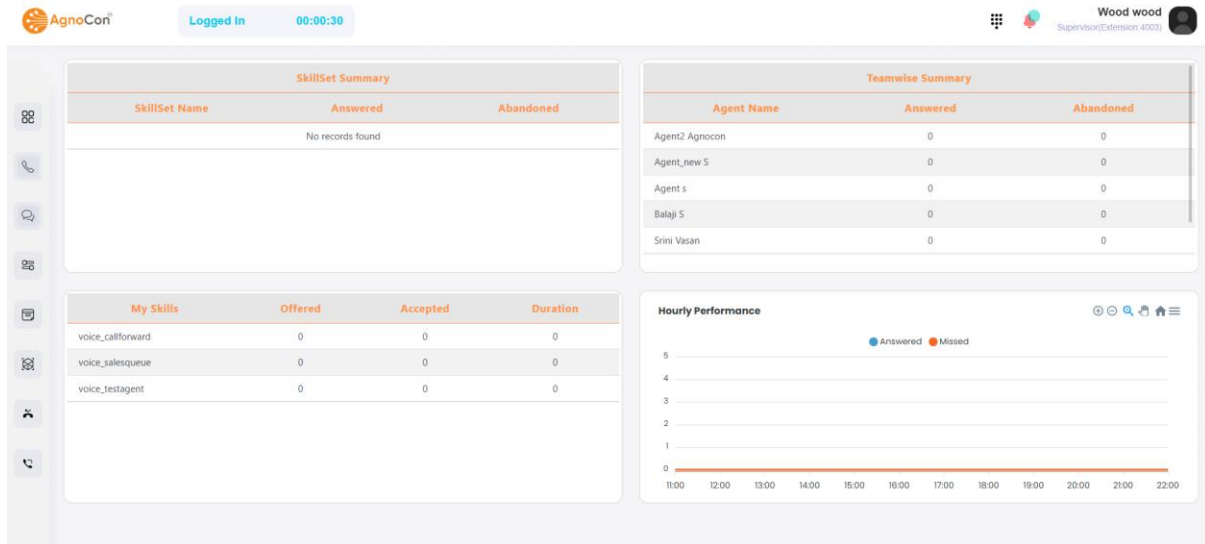 AgnoCon
Logged In 00:00:30
Wood wood
Supervisor(Extension:4003)
SkillSet Summary
SkillSet Name Answered Abandoned
No records found
Teamwise Summary
Agent Name Answered Abandoned
Agent2 Agnocon 0 0
Agent_new S 0 0
Agent s 0 0
Balaji S 0 0
Srini Vasan 0 0
My Skills Offered Accepted Duration
voice_callforward 0 0 0
voice_salesqueue 0 0 0
voice_testagent 0 0 0
Hourly Performance
Answered Missed
5
4
3
2
1
0
11:00 12:00 13:00 14:00 15:00 16:00 17:00 18:00 19:00 20:00 21:00 22:00